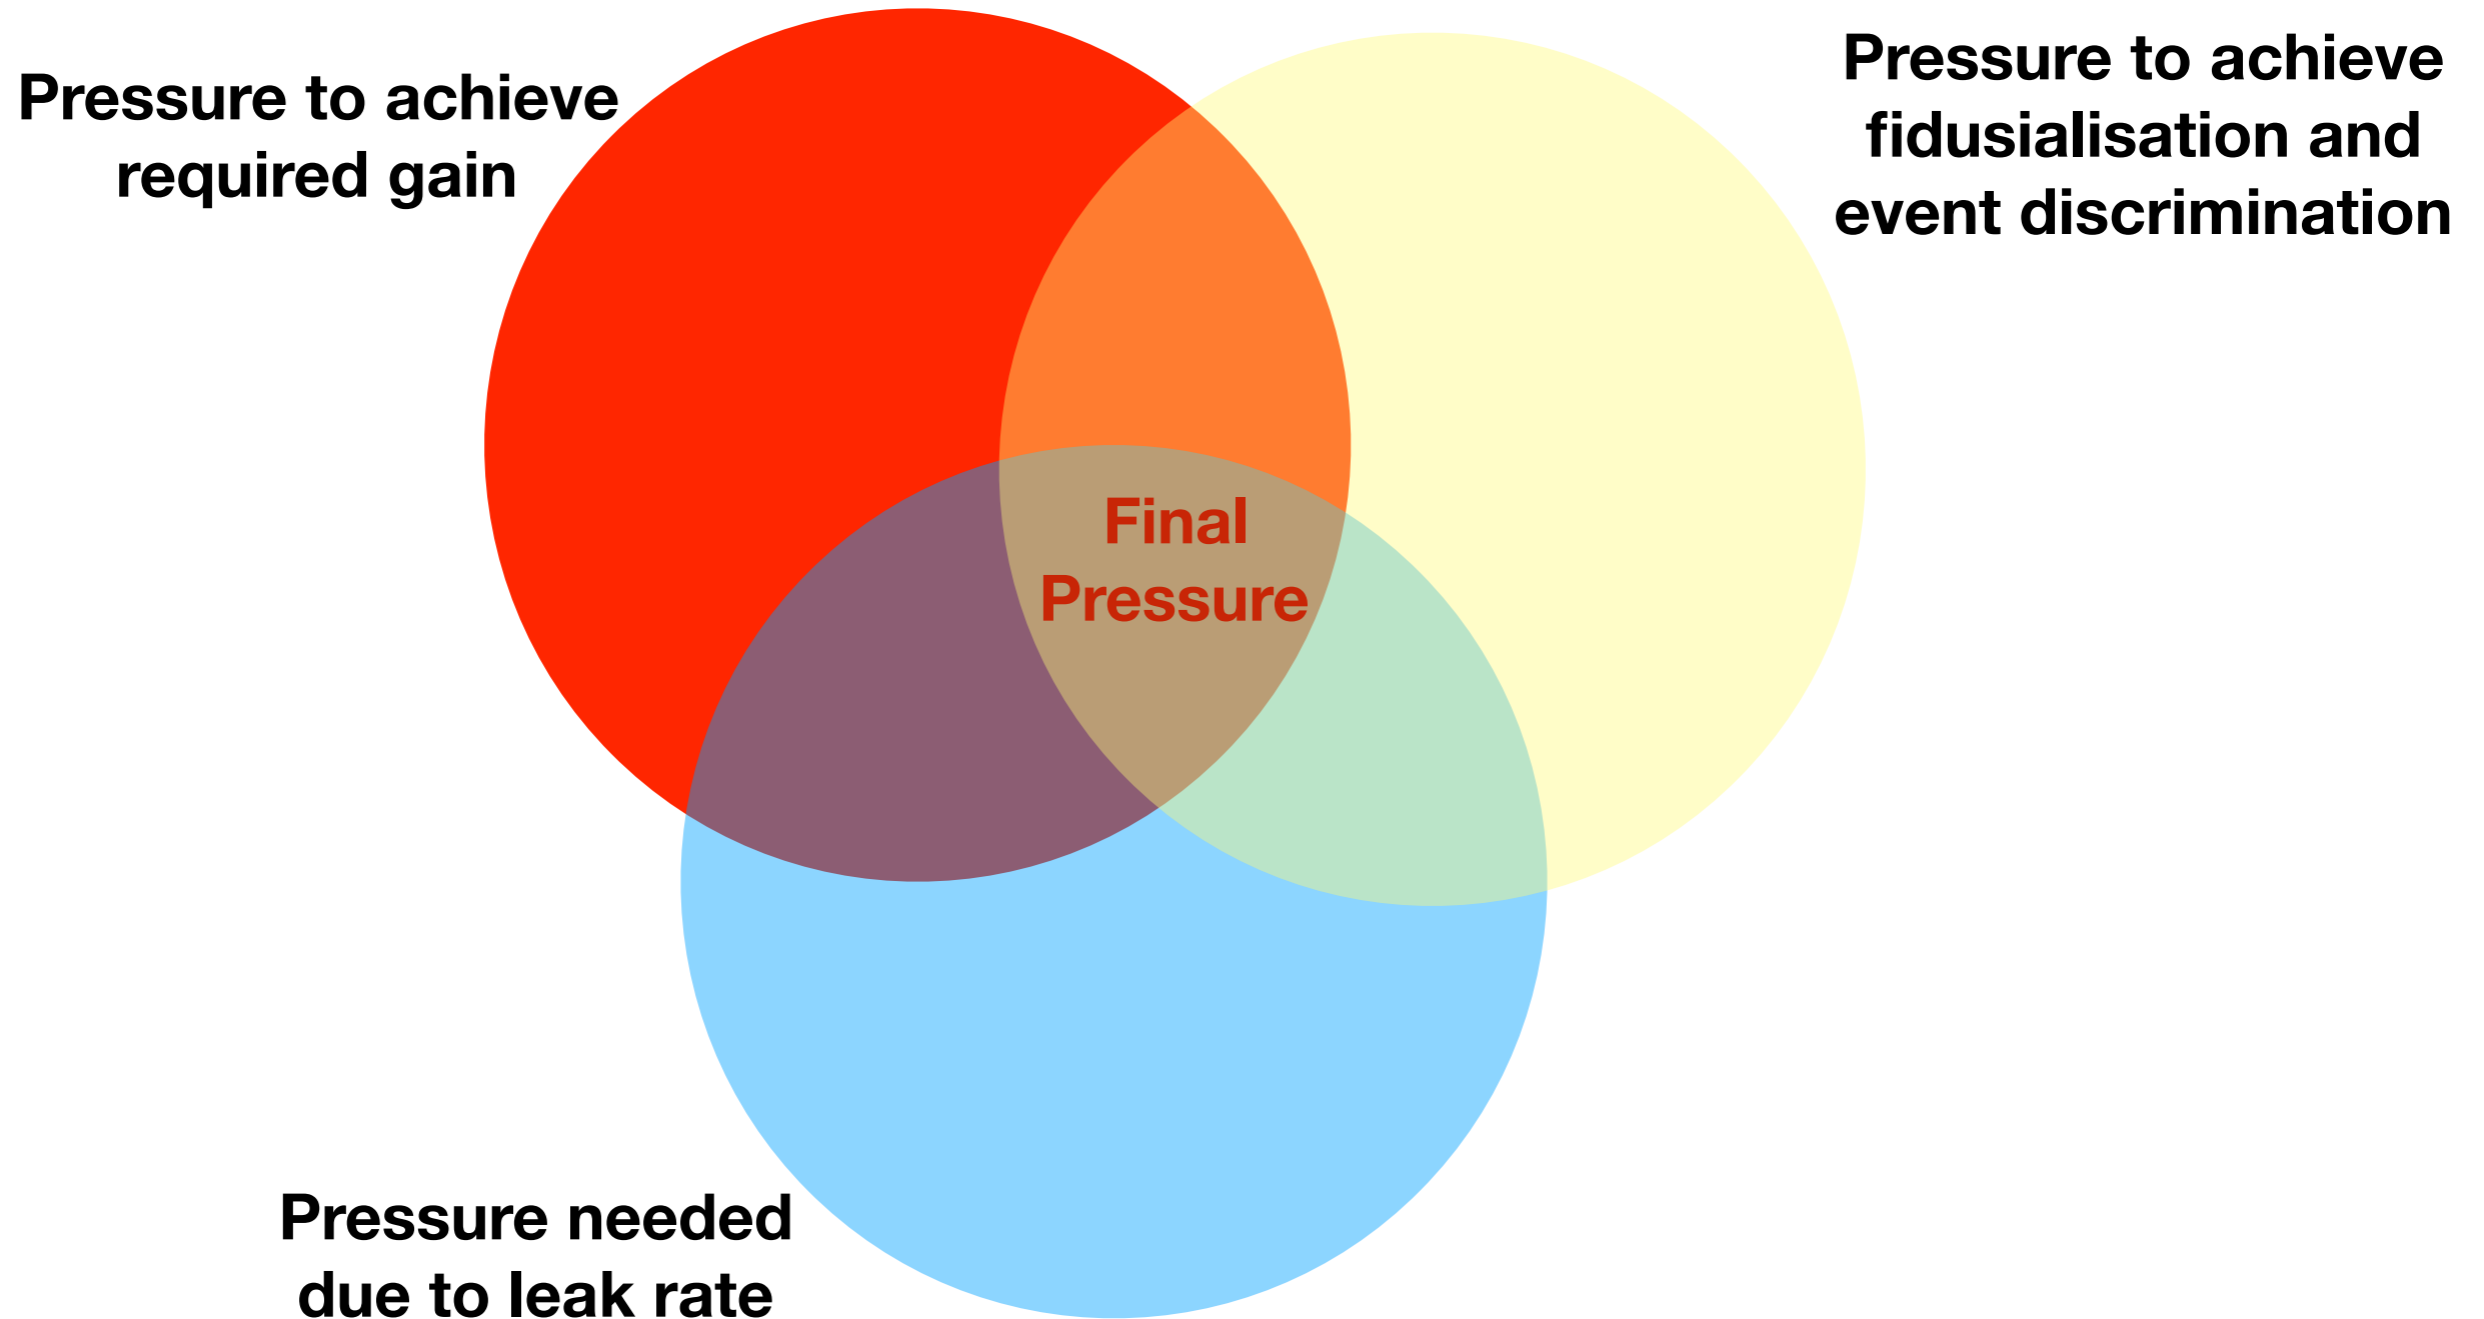 Pressure to achieve
required gain
Pressure to achieve
fidusialisation and
event discrimination
Final
Pressure
Pressure needed
due to leak rate